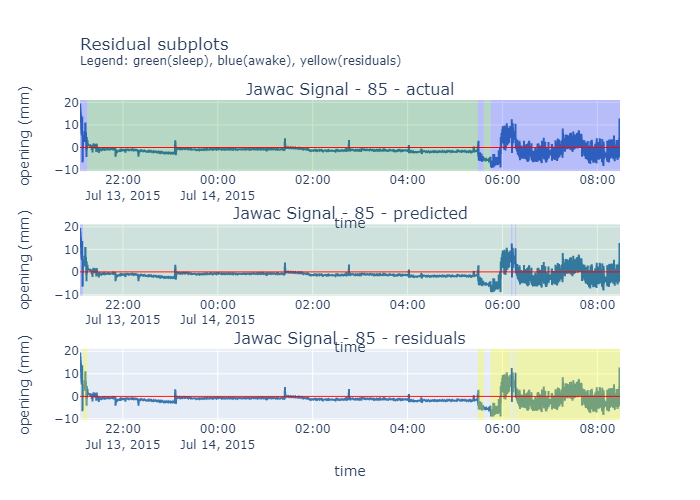 Residual subplots
Legend: green(sleep), blue(awake), yellow(residuals)
Jawac Signal - 85 - actual
opening (mm)
20
10
0
−10
22:00 00:00 02:00 04:00 06:00 08:00
Jul 13, 2015 Jul 14, 2015
time
Jawac Signal - 85 - predicted
opening (mm)
20
10
0
−10
22:00 00:00 02:00 04:00 06:00 08:00
Jul 13, 2015 Jul 14, 2015
time
Jawac Signal - 85 - residuals
opening (mm)
20
10
0
−10
22:00 00:00 02:00 04:00 06:00 08:00
Jul 13, 2015 Jul 14, 2015
time